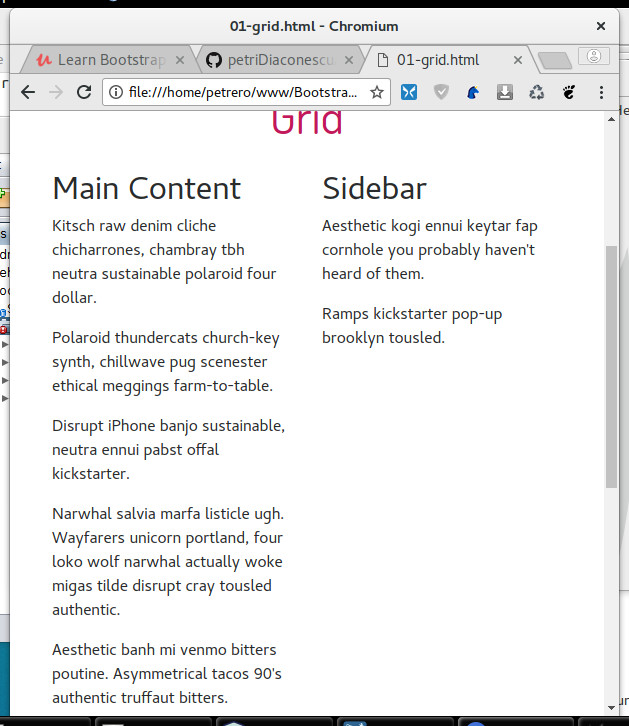 01-grid.html - Chromium
Learn Bootstrap
petriDiaconescu
01-grid.html
file:///home/petrero/www/Bootstra...
Grid
Main Content
Sidebar
Kitsch raw denim cliche
chicharrones, chambray tbh
neutra sustainable polaroid four
dollar.
Polaroid thundercats church-key
synth, chillwave pug scenester
ethical meggings farm-to-table.
Disrupt iPhone banjo sustainable,
neutra ennui pabst offal
kickstarter.
Narwhal salvia marfa listicle ugh.
Wayfarers unicorn portland, four
loko wolf narwhal actually woke
migas tilde disrupt cray tousled
authentic.
Aesthetic banh mi venmo bitters
poutine. Asymmetrical tacos 90's
authentic truffaut bitters.
Aesthetic kogi ennui keytar fap
cornhole you probably haven't
heard of them.
Ramps kickstarter pop-up
brooklyn tousled.